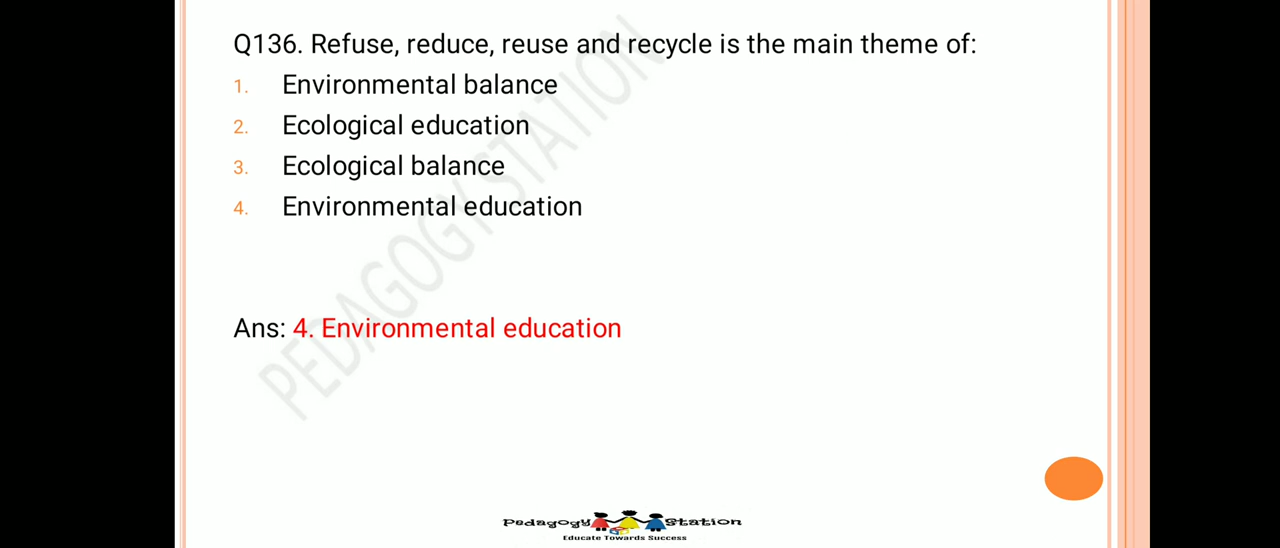 Q136. Refuse, reduce, reuse and recycle is the main theme of:
1. Environmental balance
2. Ecological education
3. Ecological balance
4. Environmental education
Ans: 4. Environmental education
PEDAGOGY STATION
Pedagogy Station
Educate Towards Success